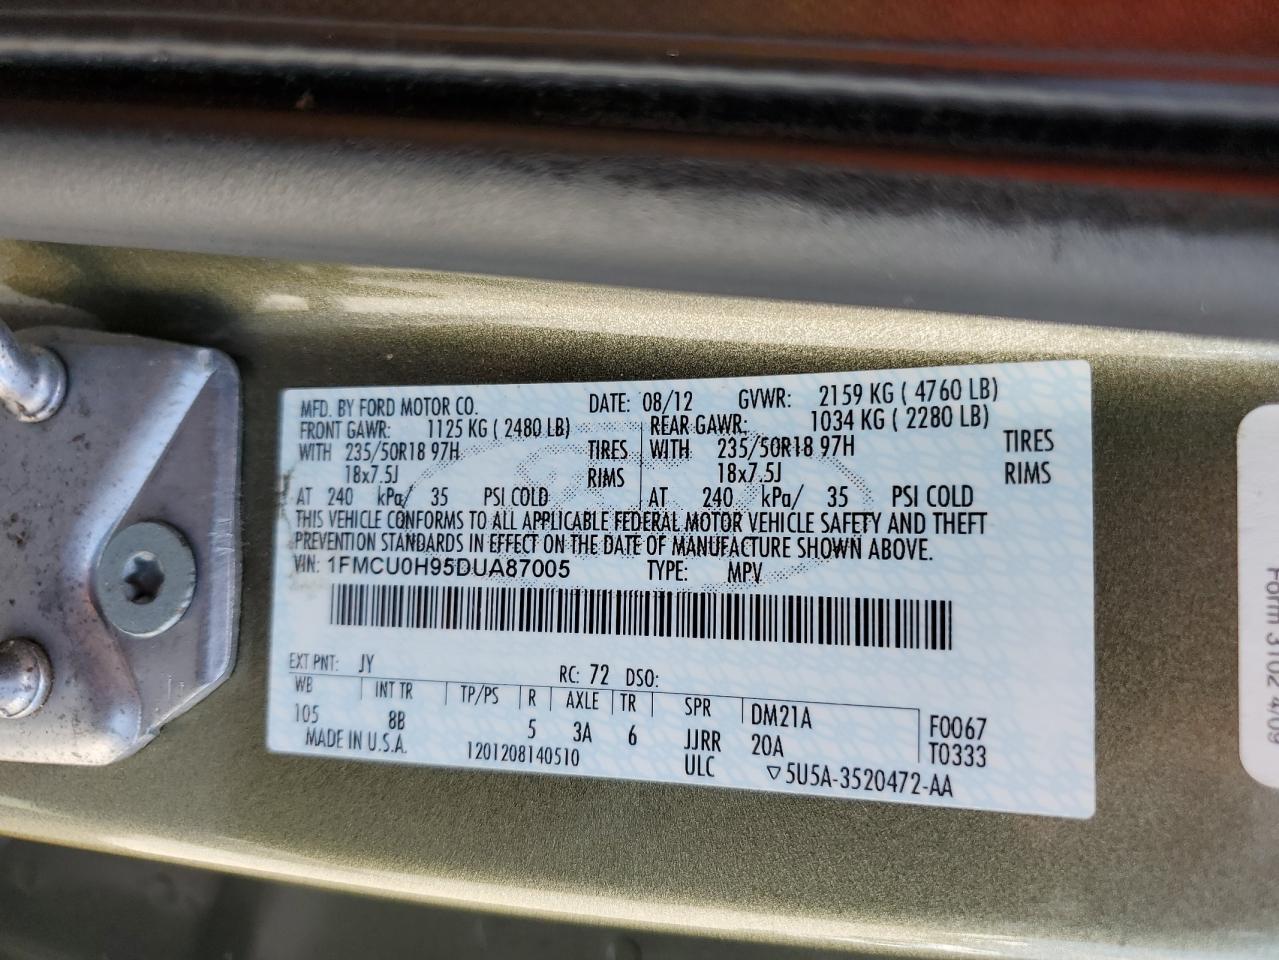 MFD. BY FORD MOTOR CO. DATE: 08/12 GVWR: 2159 KG ( 4760 LB)
FRONT GAWR: 1125 KG ( 2480 LB) REAR GAWR: 1034 KG ( 2280 LB)
WITH 235/50R18 97H TIRES WITH 235/50R18 97H TIRES
18x7.5J RIMS 18x7.5J RIMS
AT 240 kPa/ 35 PSI COLD AT 240 kPa/ 35 PSI COLD
THIS VEHICLE CONFORMS TO ALL APPLICABLE FEDERAL MOTOR VEHICLE SAFETY AND THEFT
PREVENTION STANDARDS IN EFFECT ON THE DATE OF MANUFACTURE SHOWN ABOVE.
VIN: 1FMCU0H95DUA87005 TYPE: MPV
EXT PNT: JY RC: 72 DSO:
WB INT TR TP/PS R AXLE TR SPR DM21A F0067
105 8B 5 3A 6 JJRR 20A T0333
MADE IN U.S.A. 1201208140510 ULC ▽5U5A-3520472-AA
Form 3102 4/09